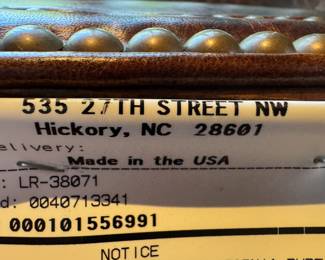 535 27TH STREET NW
Hickory, NC 28601
elivery:
Made in the USA
: LR-38071
d: 0040713341
000101556991
NOTICE